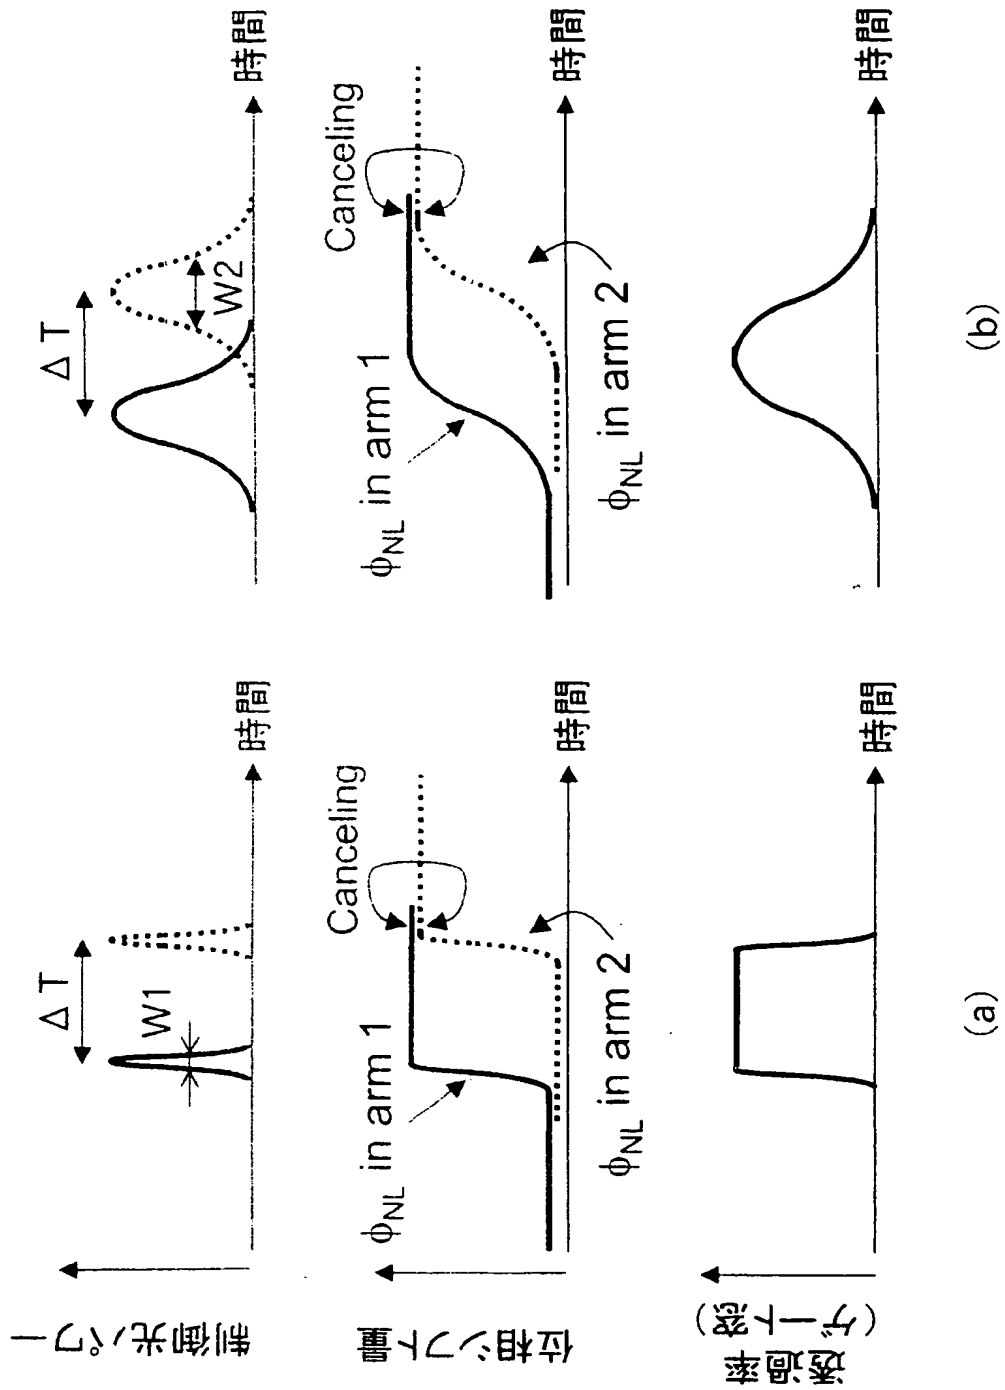 制御光パワー
ΔT
W1
時間
位相シフト量
φNL in arm 1
Canceling
φNL in arm 2
時間
透過率
(ゲート窓)
時間
(a)
ΔT
W2
時間
φNL in arm 1
Canceling
φNL in arm 2
時間
時間
(b)